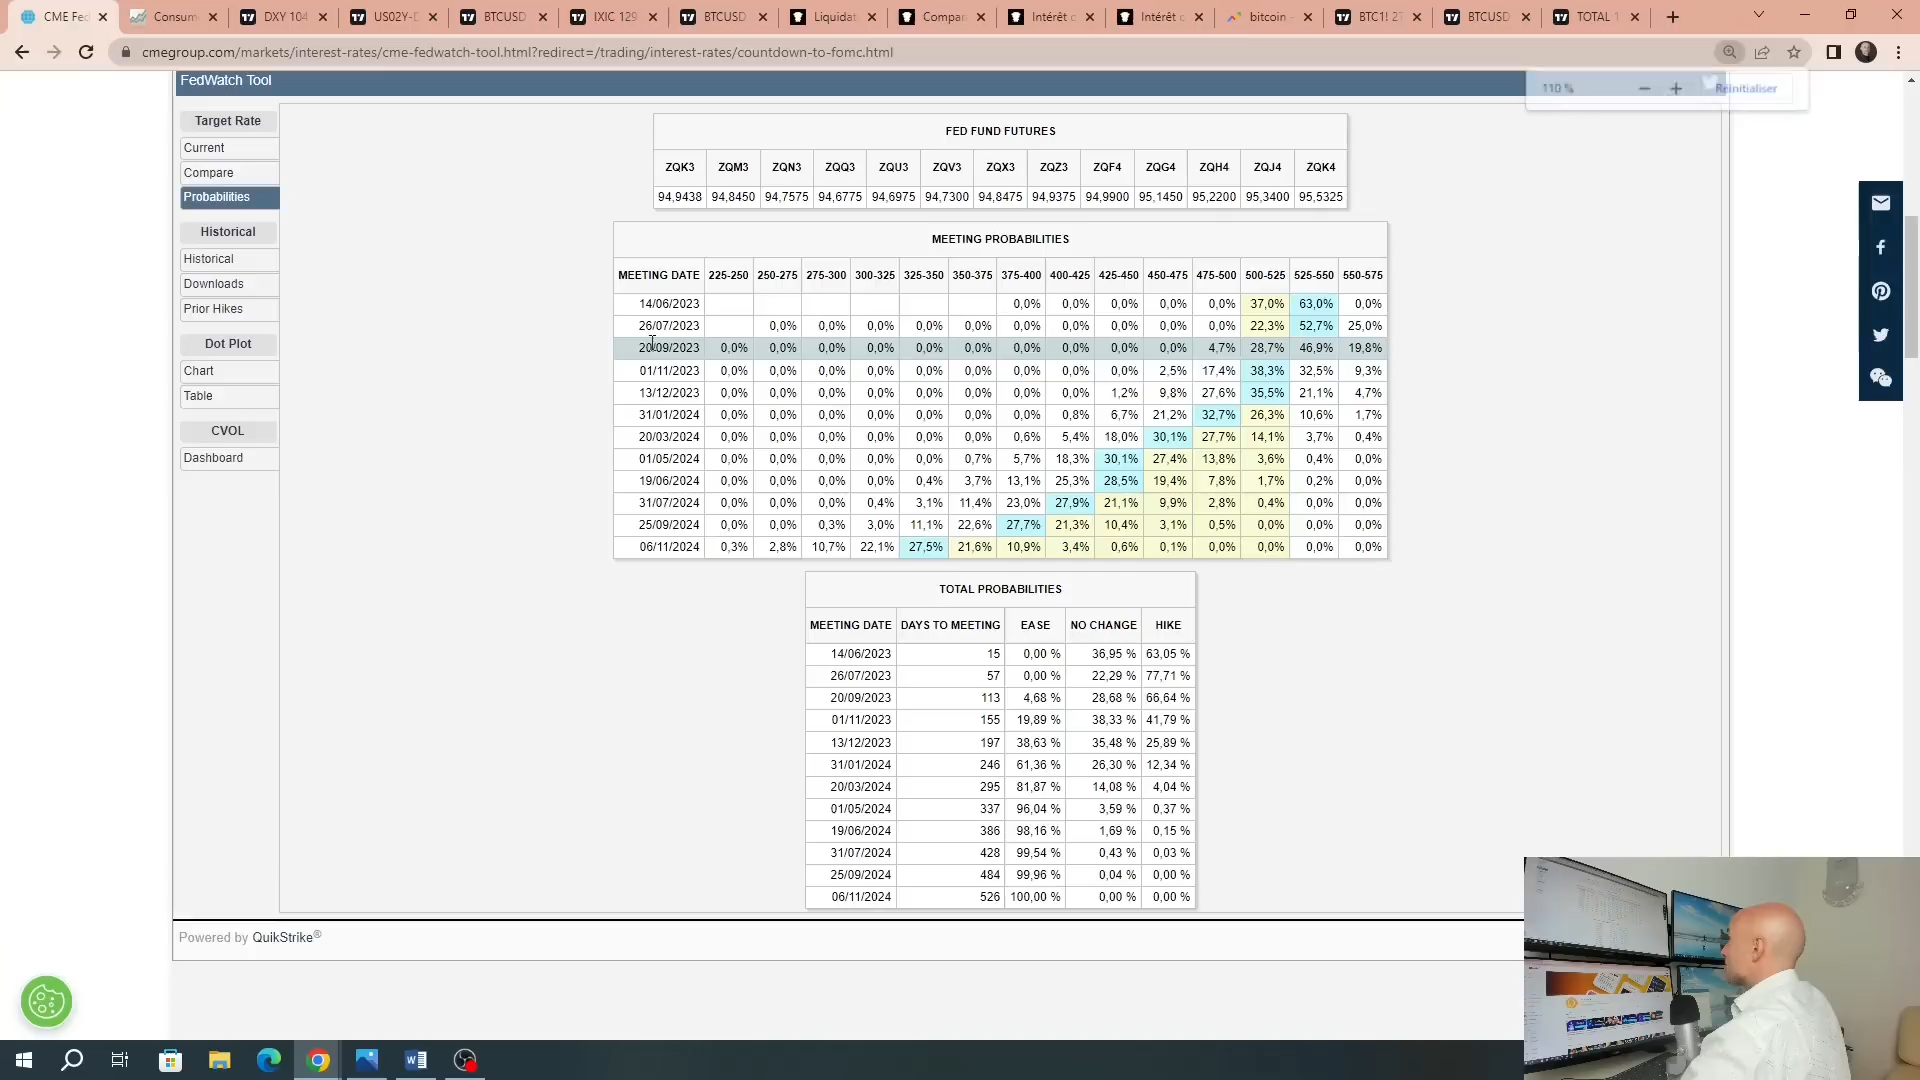 CME Fed
Consum
DXY 104
US02Y-D
BTCUSD
IXIC 129
BTCUSD
Liquidat
Compar
Intérêt c
Intérêt c
bitcoin -
BTC1! 27
BTCUSD
TOTAL 1
cmegroup.com/markets/interest-rates/cme-fedwatch-tool.html?redirect=/trading/interest-rates/countdown-to-fomc.html
FedWatch Tool
110 %
Réinitialiser
Target Rate
Current
Compare
Probabilities
Historical
Historical
Downloads
Prior Hikes
Dot Plot
Chart
Table
CVOL
Dashboard
FED FUND FUTURES
ZQK3 ZQM3 ZQN3 ZQQ3 ZQU3 ZQV3 ZQX3 ZQZ3 ZQF4 ZQG4 ZQH4 ZQJ4 ZQK4
94,9438 94,8450 94,7575 94,6775 94,6975 94,7300 94,8475 94,9375 94,9900 95,1450 95,2200 95,3400 95,5325
MEETING PROBABILITIES
MEETING DATE 225-250 250-275 275-300 300-325 325-350 350-375 375-400 400-425 425-450 450-475 475-500 500-525 525-550 550-575
14/06/2023 0,0% 0,0% 0,0% 0,0% 0,0% 37,0% 63,0% 0,0%
26/07/2023 0,0% 0,0% 0,0% 0,0% 0,0% 0,0% 0,0% 0,0% 0,0% 0,0% 22,3% 52,7% 25,0%
20/09/2023 0,0% 0,0% 0,0% 0,0% 0,0% 0,0% 0,0% 0,0% 0,0% 0,0% 4,7% 28,7% 46,9% 19,8%
01/11/2023 0,0% 0,0% 0,0% 0,0% 0,0% 0,0% 0,0% 0,0% 0,0% 2,5% 17,4% 38,3% 32,5% 9,3%
13/12/2023 0,0% 0,0% 0,0% 0,0% 0,0% 0,0% 0,0% 0,0% 1,2% 9,8% 27,6% 35,5% 21,1% 4,7%
31/01/2024 0,0% 0,0% 0,0% 0,0% 0,0% 0,0% 0,0% 0,8% 6,7% 21,2% 32,7% 26,3% 10,6% 1,7%
20/03/2024 0,0% 0,0% 0,0% 0,0% 0,0% 0,0% 0,6% 5,4% 18,0% 30,1% 27,7% 14,1% 3,7% 0,4%
01/05/2024 0,0% 0,0% 0,0% 0,0% 0,0% 0,7% 5,7% 18,3% 30,1% 27,4% 13,8% 3,6% 0,4% 0,0%
19/06/2024 0,0% 0,0% 0,0% 0,0% 0,4% 3,7% 13,1% 25,3% 28,5% 19,4% 7,8% 1,7% 0,2% 0,0%
31/07/2024 0,0% 0,0% 0,0% 0,4% 3,1% 11,4% 23,0% 27,9% 21,1% 9,9% 2,8% 0,4% 0,0% 0,0%
25/09/2024 0,0% 0,0% 0,3% 3,0% 11,1% 22,6% 27,7% 21,3% 10,4% 3,1% 0,5% 0,0% 0,0% 0,0%
06/11/2024 0,3% 2,8% 10,7% 22,1% 27,5% 21,6% 10,9% 3,4% 0,6% 0,1% 0,0% 0,0% 0,0% 0,0%
TOTAL PROBABILITIES
MEETING DATE DAYS TO MEETING EASE NO CHANGE HIKE
14/06/2023 15 0,00 % 36,95 % 63,05 %
26/07/2023 57 0,00 % 22,29 % 77,71 %
20/09/2023 113 4,68 % 28,68 % 66,64 %
01/11/2023 155 19,89 % 38,33 % 41,79 %
13/12/2023 197 38,63 % 35,48 % 25,89 %
31/01/2024 246 61,36 % 26,30 % 12,34 %
20/03/2024 295 81,87 % 14,08 % 4,04 %
01/05/2024 337 96,04 % 3,59 % 0,37 %
19/06/2024 386 98,16 % 1,69 % 0,15 %
31/07/2024 428 99,54 % 0,43 % 0,03 %
25/09/2024 484 99,96 % 0,04 % 0,00 %
06/11/2024 526 100,00 % 0,00 % 0,00 %
Powered by QuikStrike®